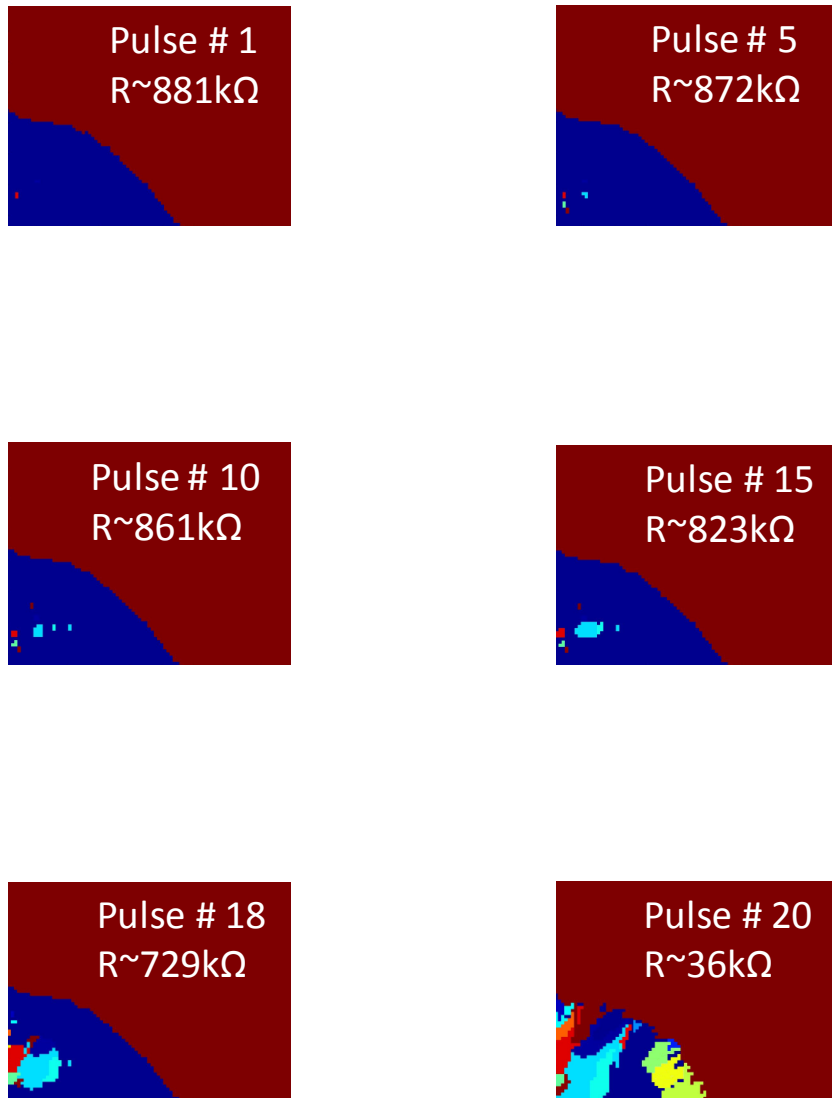 Pulse # 1
R~881kΩ
Pulse # 5
R~872kΩ
Pulse # 10
R~861kΩ
Pulse # 15
R~823kΩ
Pulse # 18
R~729kΩ
Pulse # 20
R~36kΩ